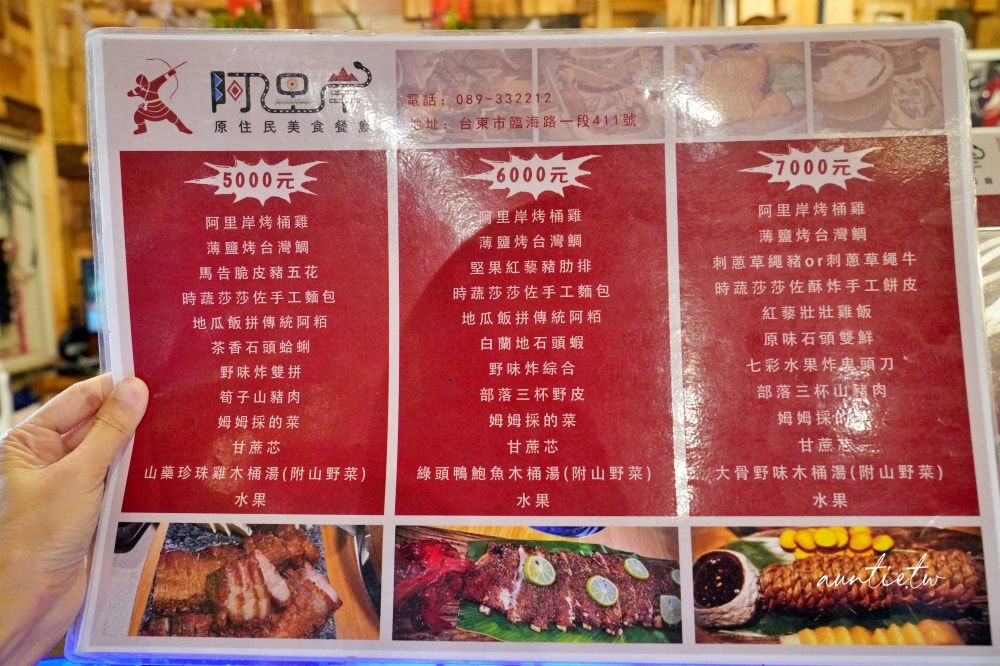 阿里岸
原住民美食餐廳
電話：089-332212
地址：台東市臨海路一段411號
5000元
阿里岸烤桶雞
薄鹽烤台灣鯛
馬告脆皮豬五花
時蔬莎莎佐手工麵包
地瓜飯拼傳統阿粨
茶香石頭蛤蜊
野味炸雙拼
筍子山豬肉
姆姆採的菜
甘蔗芯
山藥珍珠雞木桶湯(附山野菜)
水果
6000元
阿里岸烤桶雞
薄鹽烤台灣鯛
堅果紅藜豬肋排
時蔬莎莎佐手工麵包
地瓜飯拼傳統阿粨
白蘭地石頭蝦
野味炸綜合
部落三杯野皮
姆姆採的菜
甘蔗芯
綠頭鴨鮑魚木桶湯(附山野菜)
水果
7000元
阿里岸烤桶雞
薄鹽烤台灣鯛
刺蔥草繩豬or刺蔥草繩牛
時蔬莎莎佐酥炸手工餅皮
紅藜壯壯雞飯
原味石頭雙鮮
七彩水果炸鬼頭刀
部落三杯山豬肉
姆姆採的菜
甘蔗芯
大骨野味木桶湯(附山野菜)
水果
auntietw